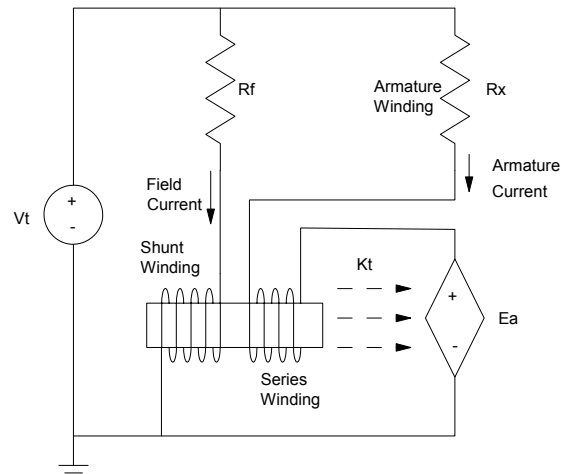 Rf
Armature
Winding
Rx
Field
Current
Armature
Current
Vt
+
-
Shunt
Winding
Kt
+
-
Ea
Series
Winding